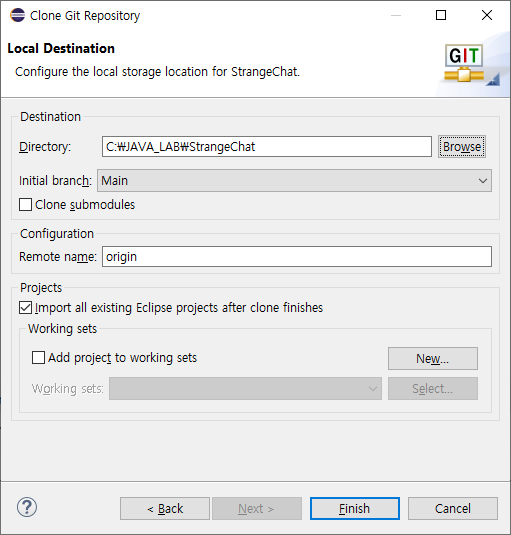 Clone Git Repository
Local Destination
Configure the local storage location for StrangeChat.
GIT
Destination
Directory: C:₩JAVA_LAB₩StrangeChat Browse
Initial branch: Main
Clone submodules
Configuration
Remote name: origin
Projects
Import all existing Eclipse projects after clone finishes
Working sets
Add project to working sets New...
Working sets: Select...
? < Back Next > Finish Cancel